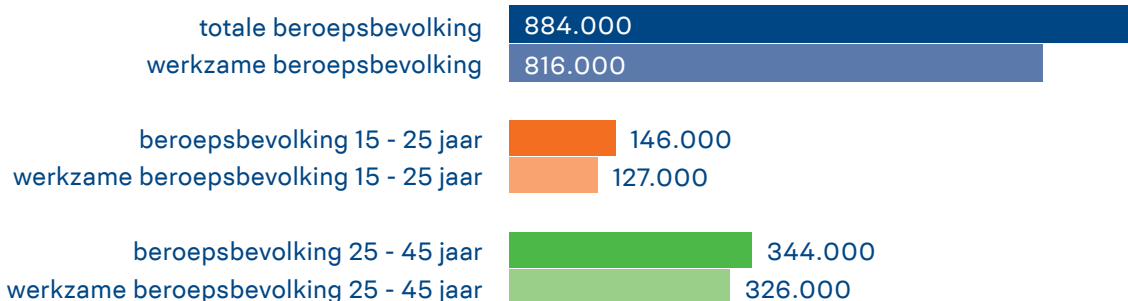 totale beroepsbevolking 884.000
werkzame beroepsbevolking 816.000
beroepsbevolking 15 - 25 jaar 146.000
werkzame beroepsbevolking 15 - 25 jaar 127.000
beroepsbevolking 25 - 45 jaar 344.000
werkzame beroepsbevolking 25 - 45 jaar 326.000